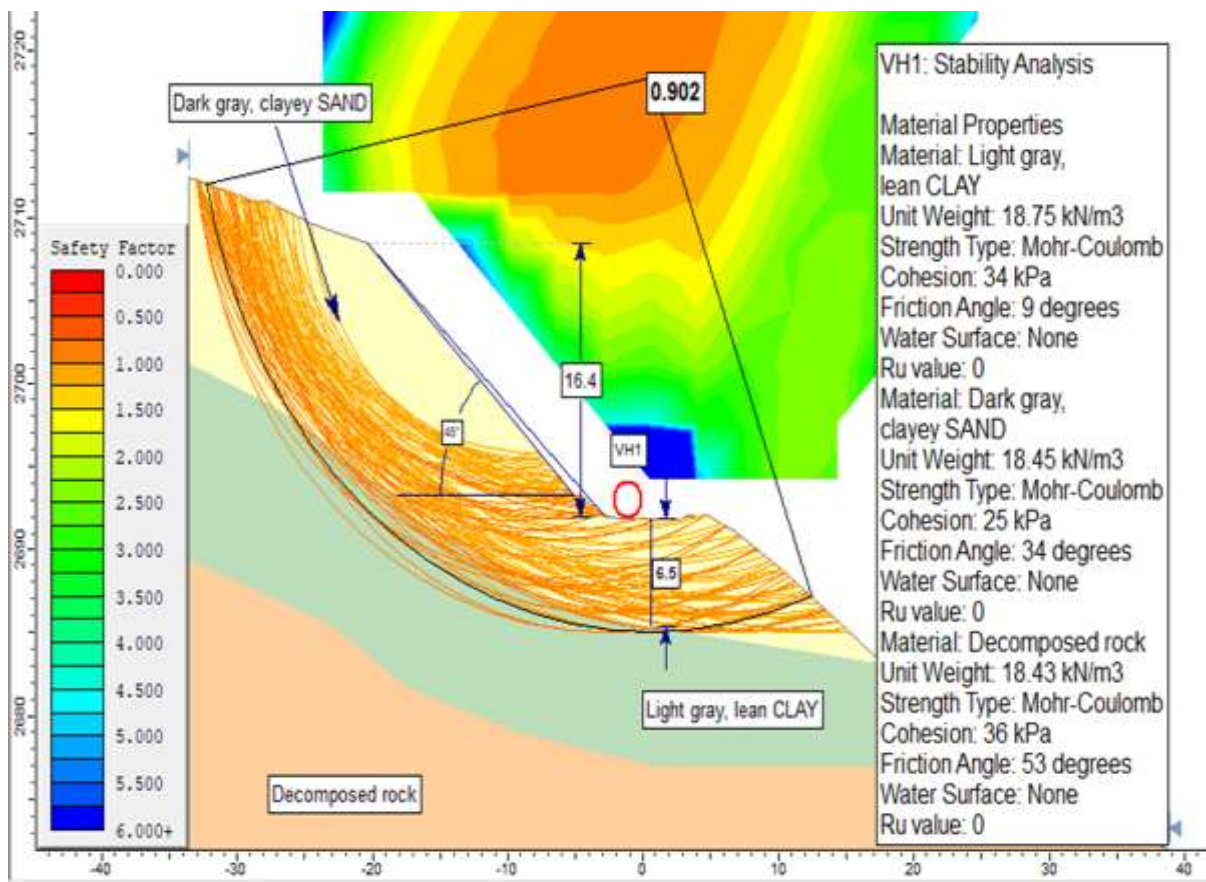 2720
2710
2700
2690
2680
Dark gray, clayey SAND
0.902
Safety Factor
0.000
0.500
1.000
1.500
2.000
2.500
3.000
3.500
4.000
4.500
5.000
5.500
6.000+
16.4
45°
VH1
6.5
Light gray, lean CLAY
Decomposed rock
VH1: Stability Analysis
Material Properties
Material: Light gray,
lean CLAY
Unit Weight: 18.75 kN/m3
Strength Type: Mohr-Coulomb
Cohesion: 34 kPa
Friction Angle: 9 degrees
Water Surface: None
Ru value: 0
Material: Dark gray,
clayey SAND
Unit Weight: 18.45 kN/m3
Strength Type: Mohr-Coulomb
Cohesion: 25 kPa
Friction Angle: 34 degrees
Water Surface: None
Ru value: 0
Material: Decomposed rock
Unit Weight: 18.43 kN/m3
Strength Type: Mohr-Coulomb
Cohesion: 36 kPa
Friction Angle: 53 degrees
Water Surface: None
Ru value: 0
-40 -30 -20 -10 0 10 20 30 40